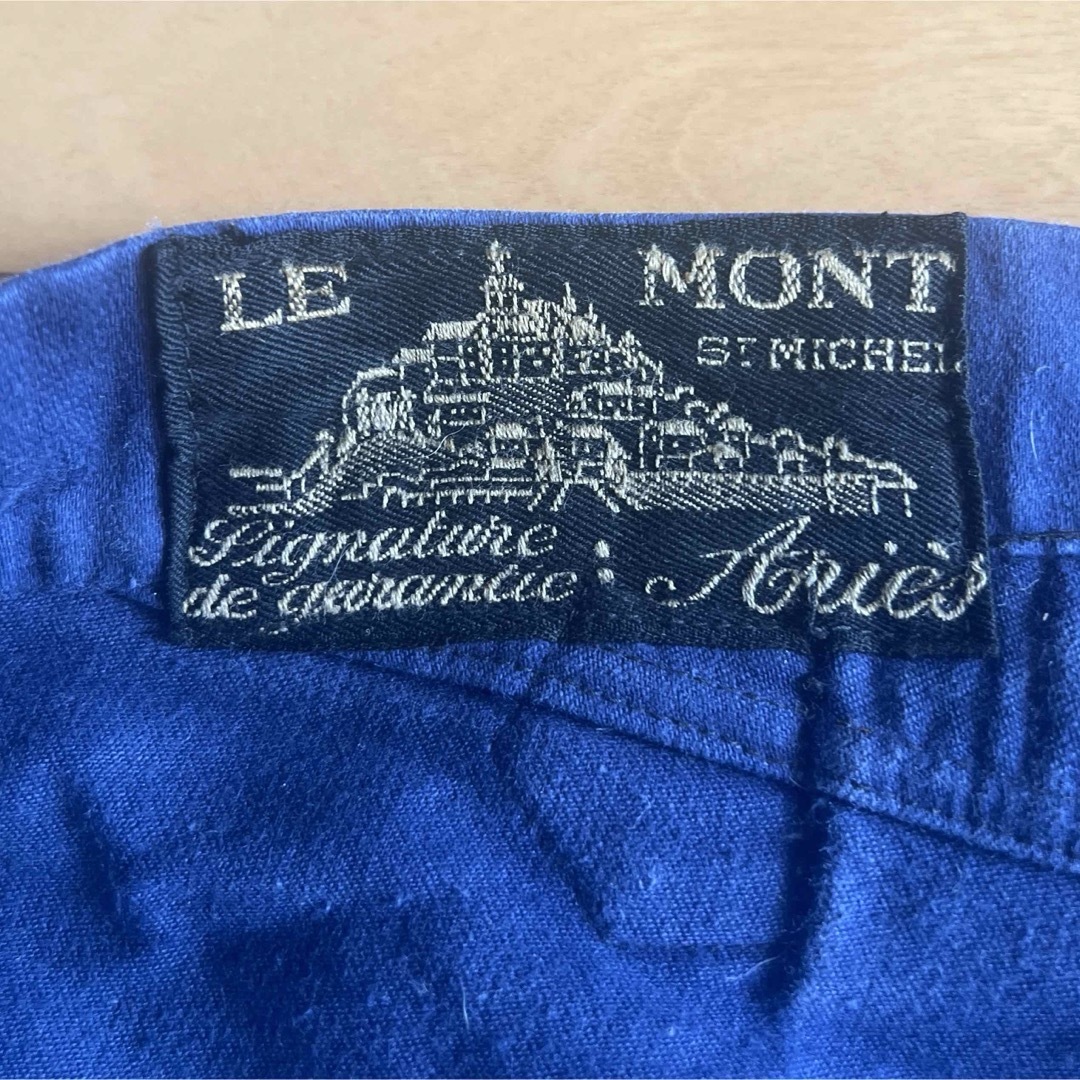 LE MONT
ST MICHEL
Signature
de garantie : Ariès